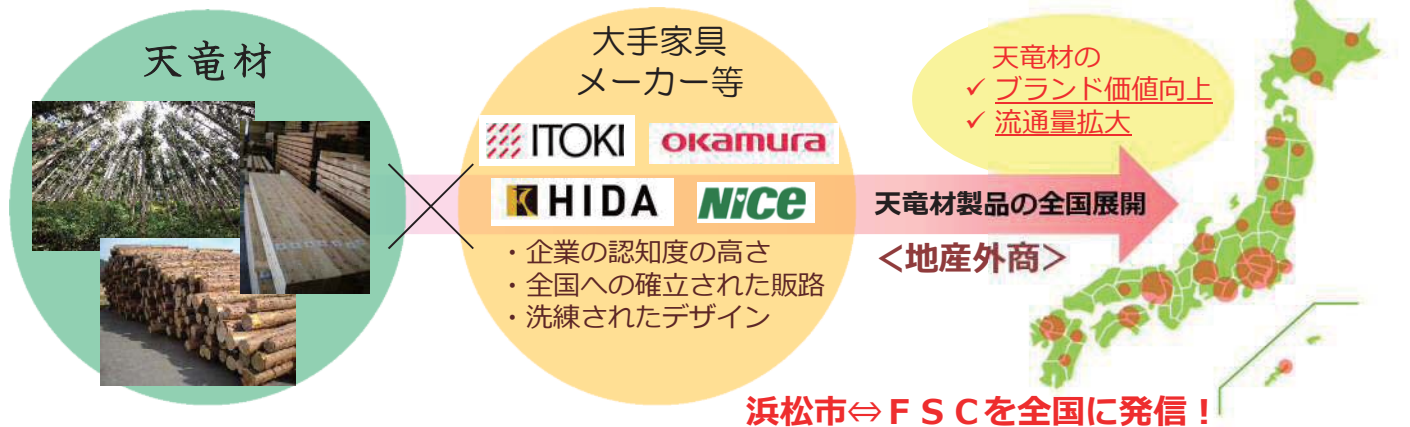 天竜材
大手家具
メーカー等
ITOKI
okamura
HIDA
NiCe
・企業の認知度の高さ
・全国への確立された販路
・洗練されたデザイン
天竜材の
✓ ブランド価値向上
✓ 流通量拡大
天竜材製品の全国展開
＜地産外商＞
浜松市⇔ＦＳＣを全国に発信！